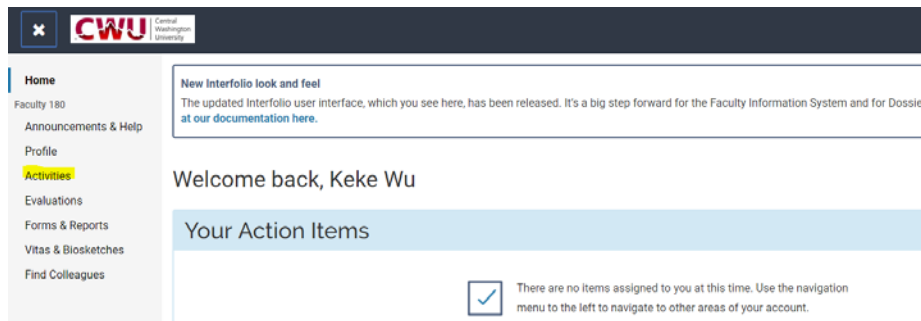 CWU Central
Washington
University
Home
Faculty 180
Announcements & Help
Profile
Activities
Evaluations
Forms & Reports
Vitas & Biosketches
Find Colleagues
New Interfolio look and feel
The updated Interfolio user interface, which you see here, has been released. It's a big step forward for the Faculty Information System and for Dossie
at our documentation here.
Welcome back, Keke Wu
Your Action Items
There are no items assigned to you at this time. Use the navigation
menu to the left to navigate to other areas of your account.